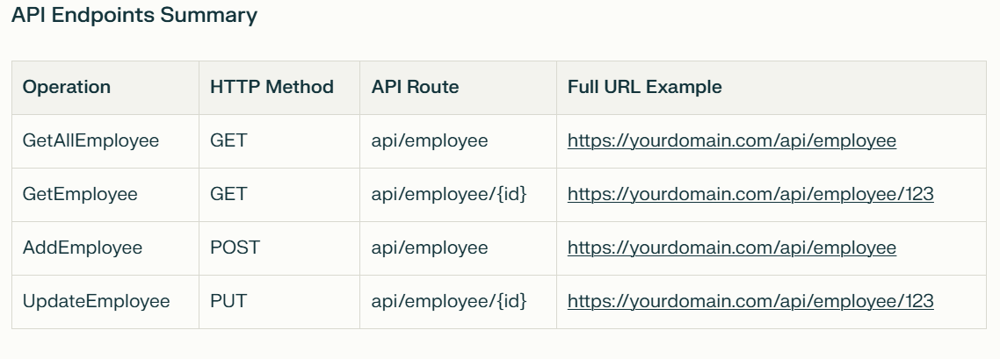 API Endpoints Summary
Operation HTTP Method API Route Full URL Example
GetAllEmployee GET api/employee https://yourdomain.com/api/employee
GetEmployee GET api/employee/{id} https://yourdomain.com/api/employee/123
AddEmployee POST api/employee https://yourdomain.com/api/employee
UpdateEmployee PUT api/employee/{id} https://yourdomain.com/api/employee/123